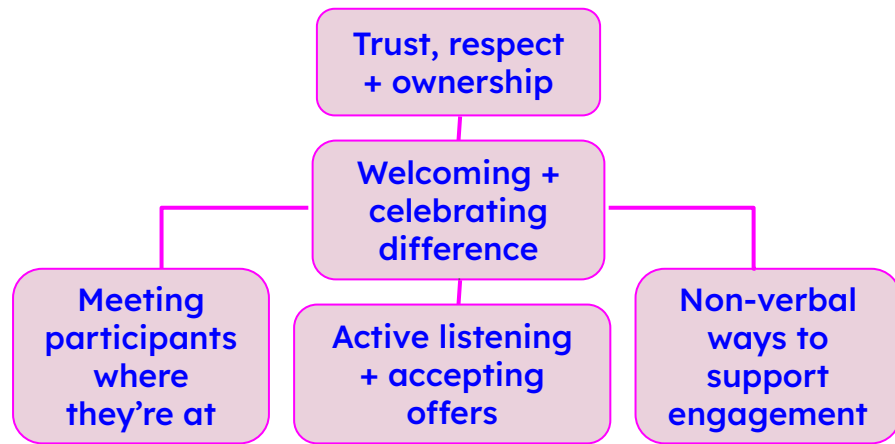 Trust, respect
+ ownership
Welcoming +
celebrating
difference
Meeting
participants
where
they’re at
Active listening
+ accepting
offers
Non-verbal
ways to
support
engagement